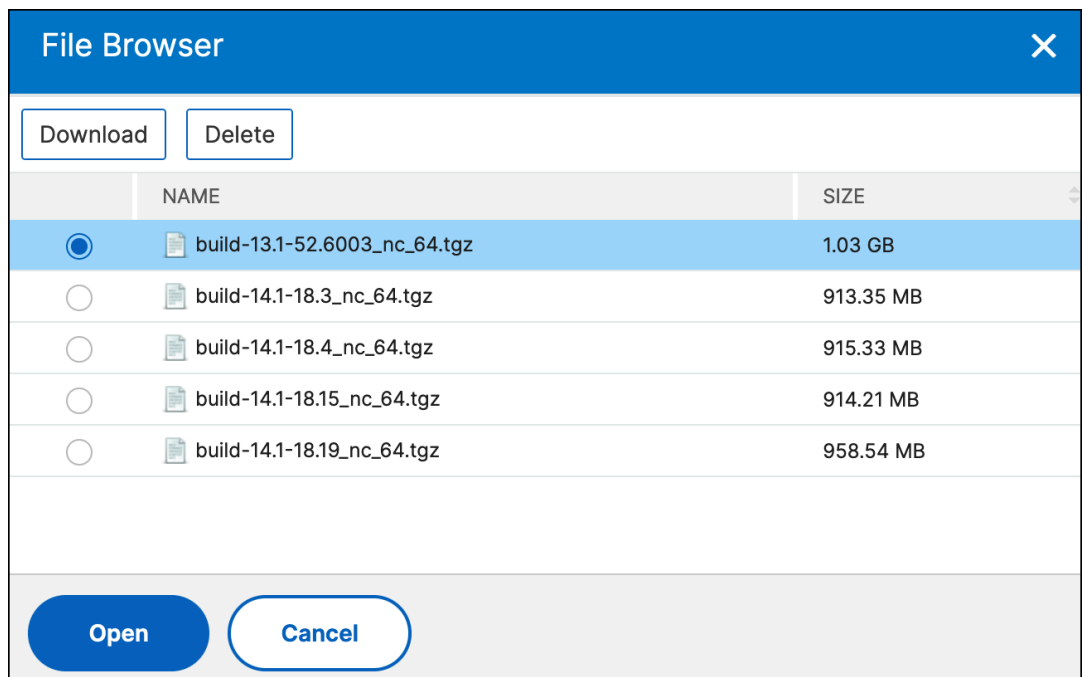 File Browser
Download Delete
NAME SIZE
build-13.1-52.6003_nc_64.tgz 1.03 GB
build-14.1-18.3_nc_64.tgz 913.35 MB
build-14.1-18.4_nc_64.tgz 915.33 MB
build-14.1-18.15_nc_64.tgz 914.21 MB
build-14.1-18.19_nc_64.tgz 958.54 MB
Open Cancel